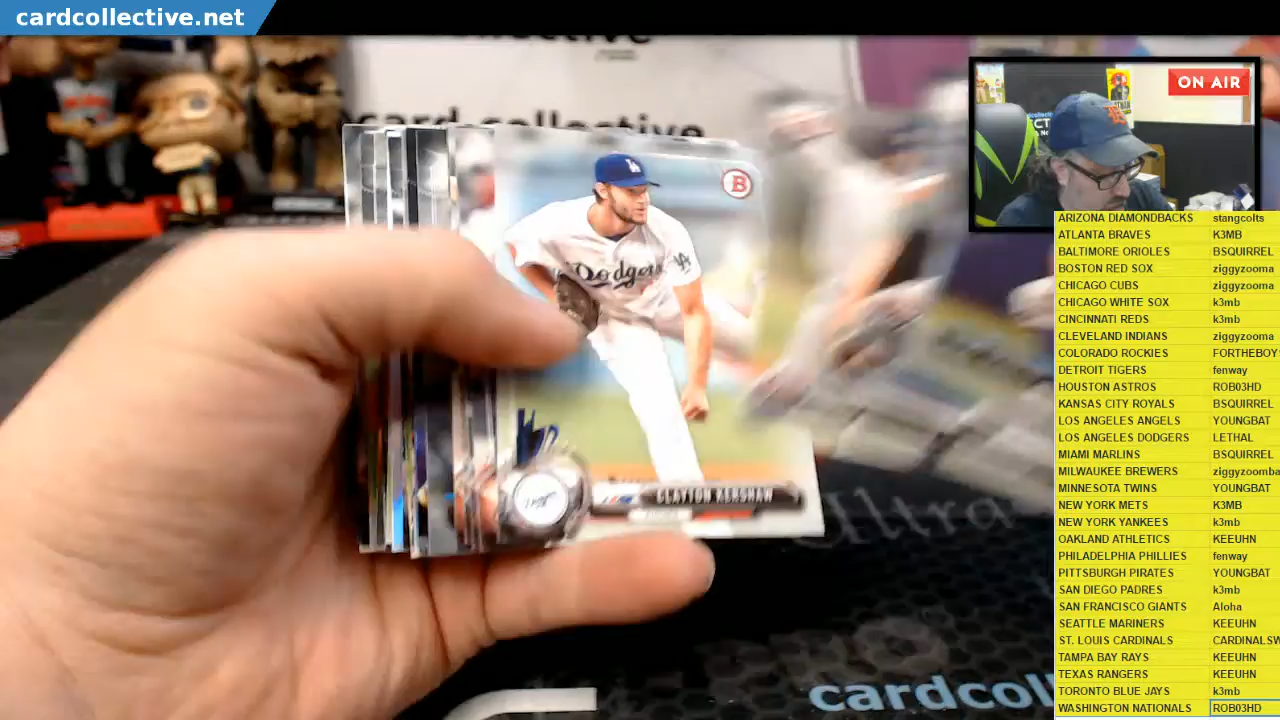 cardcollective.net
ON AIR
card collective
B
LA
Dodgers
LA
CLAYTON KERSHAW
Ultra
cardcoll
ARIZONA DIAMONDBACKS stangcolts
ATLANTA BRAVES K3MB
BALTIMORE ORIOLES BSQUIRREL
BOSTON RED SOX ziggyzooma
CHICAGO CUBS ziggyzooma
CHICAGO WHITE SOX k3mb
CINCINNATI REDS k3mb
CLEVELAND INDIANS ziggyzooma
COLORADO ROCKIES FORTHEBOYS
DETROIT TIGERS fenway
HOUSTON ASTROS ROB03HD
KANSAS CITY ROYALS BSQUIRREL
LOS ANGELES ANGELS YOUNGBAT
LOS ANGELES DODGERS LETHAL
MIAMI MARLINS BSQUIRREL
MILWAUKEE BREWERS ziggyzoomba
MINNESOTA TWINS YOUNGBAT
NEW YORK METS K3MB
NEW YORK YANKEES k3mb
OAKLAND ATHLETICS KEEUHN
PHILADELPHIA PHILLIES fenway
PITTSBURGH PIRATES YOUNGBAT
SAN DIEGO PADRES k3mb
SAN FRANCISCO GIANTS Aloha
SEATTLE MARINERS KEEUHN
ST. LOUIS CARDINALS CARDINALSW
TAMPA BAY RAYS KEEUHN
TEXAS RANGERS KEEUHN
TORONTO BLUE JAYS k3mb
WASHINGTON NATIONALS ROB03HD